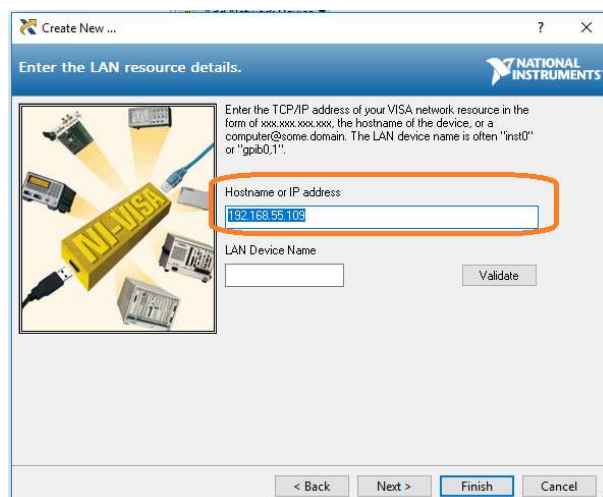 Create New ...
? ×
Enter the LAN resource details.
NATIONAL
INSTRUMENTS
Enter the TCP/IP address of your VISA network resource in the
form of xxx.xxx.xxx.xxx, the hostname of the device, or a
computer@some.domain. The LAN device name is often "inst0"
or "gpib0,1".
NI-VISA
Hostname or IP address
192.168.55.109
LAN Device Name
Validate
< Back
Next >
Finish
Cancel